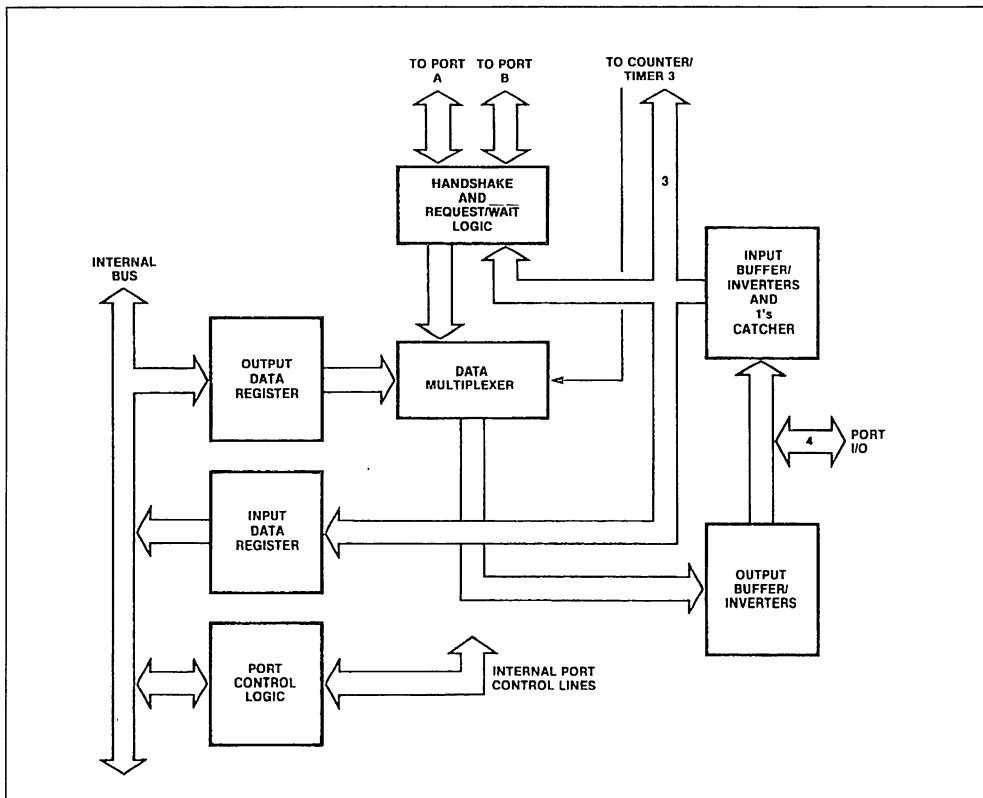 TO PORT
A
TO PORT
B
TO COUNTER/
TIMER 3
HANDSHAKE
AND
REQUEST/WAIT
LOGIC
3
INTERNAL
BUS
INPUT
BUFFER/
INVERTERS
AND
1's
CATCHER
OUTPUT
DATA
REGISTER
DATA
MULTIPLEXER
4
PORT
I/O
INPUT
DATA
REGISTER
OUTPUT
BUFFER/
INVERTERS
PORT
CONTROL
LOGIC
INTERNAL PORT
CONTROL LINES